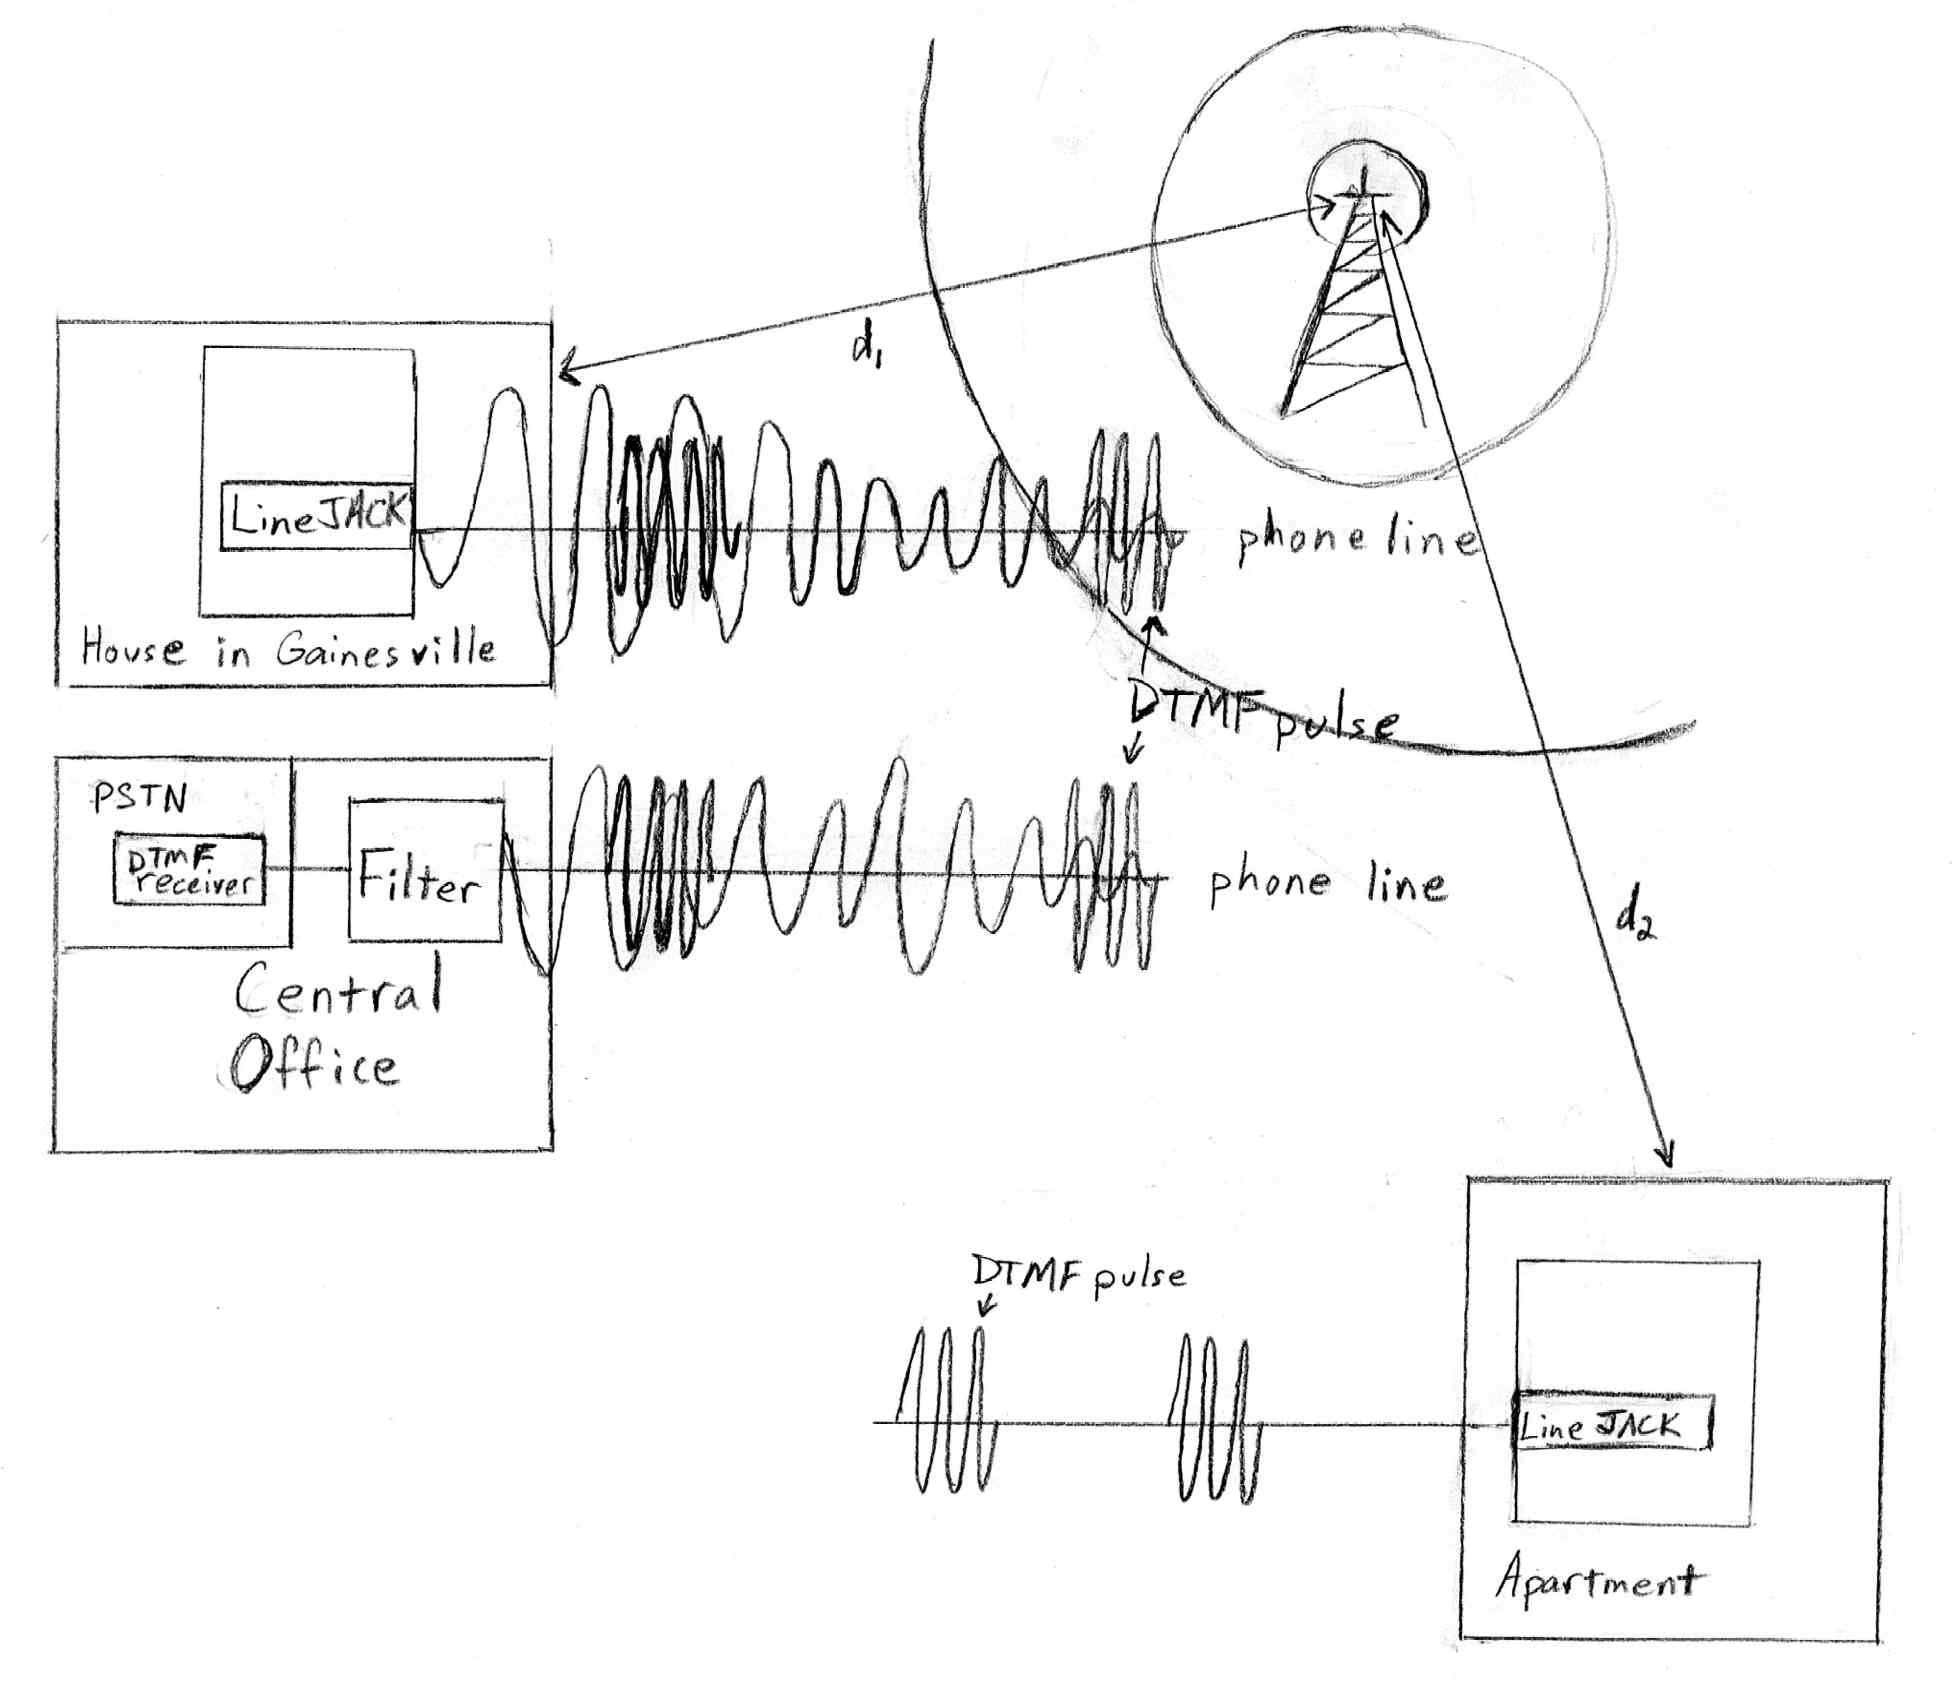 d1
LineJACK
phone line
House in Gainesville
DTMF pulse
PSTN
DTMF
receiver
Filter
phone line
d2
Central
Office
DTMF pulse
Line JACK
Apartment